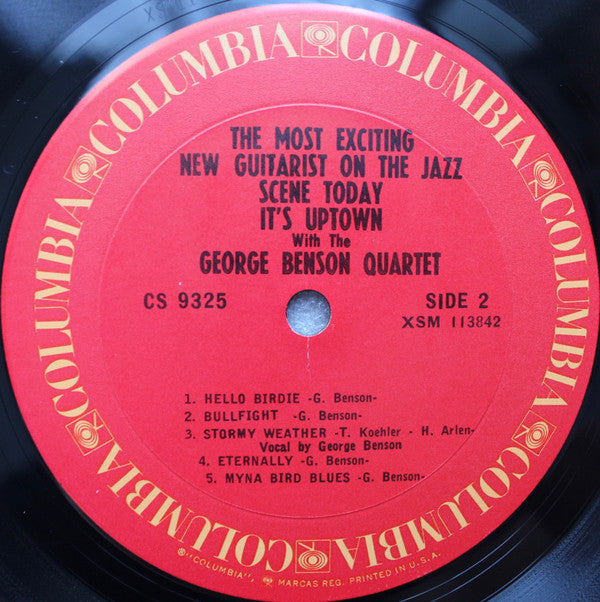 COLUMBIA COLUMBIA COLUMBIA COLUMBIA COLUMBIA COLUMBIA
THE MOST EXCITING
NEW GUITARIST ON THE JAZZ
SCENE TODAY
IT'S UPTOWN
With The
GEORGE BENSON QUARTET
CS 9325
SIDE 2
XSM 113842
1. HELLO BIRDIE -G. Benson-
2. BULLFIGHT -G. Benson-
3. STORMY WEATHER -T. Koehler - H. Arlen-
Vocal by George Benson
4. ETERNALLY -G. Benson-
5. MYNA BIRD BLUES -G. Benson-
®"COLUMBIA", MARCAS REG. PRINTED IN U.S.A.